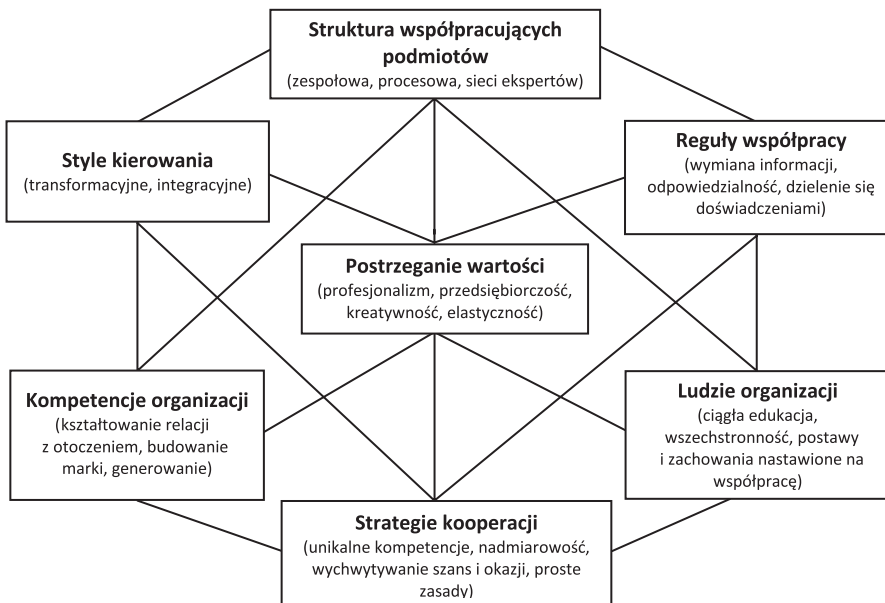 Struktura współpracujących
podmiotów
(zespołowa, procesowa, sieci ekspertów)
Style kierowania
(transformacyjne, integracyjne)
Reguły współpracy
(wymiana informacji,
odpowiedzialność, dzielenie się
doświadczeniami)
Postrzeganie wartości
(profesjonalizm, przedsiębiorczość,
kreatywność, elastyczność)
Kompetencje organizacji
(kształtowanie relacji
z otoczeniem, budowanie
marki, generowanie)
Ludzie organizacji
(ciągła edukacja,
wszechstronność, postawy
i zachowania nastawione na
współpracę)
Strategie kooperacji
(unikalne kompetencje, nadmiarowość,
wychwytywanie szans i okazji, proste
zasady)